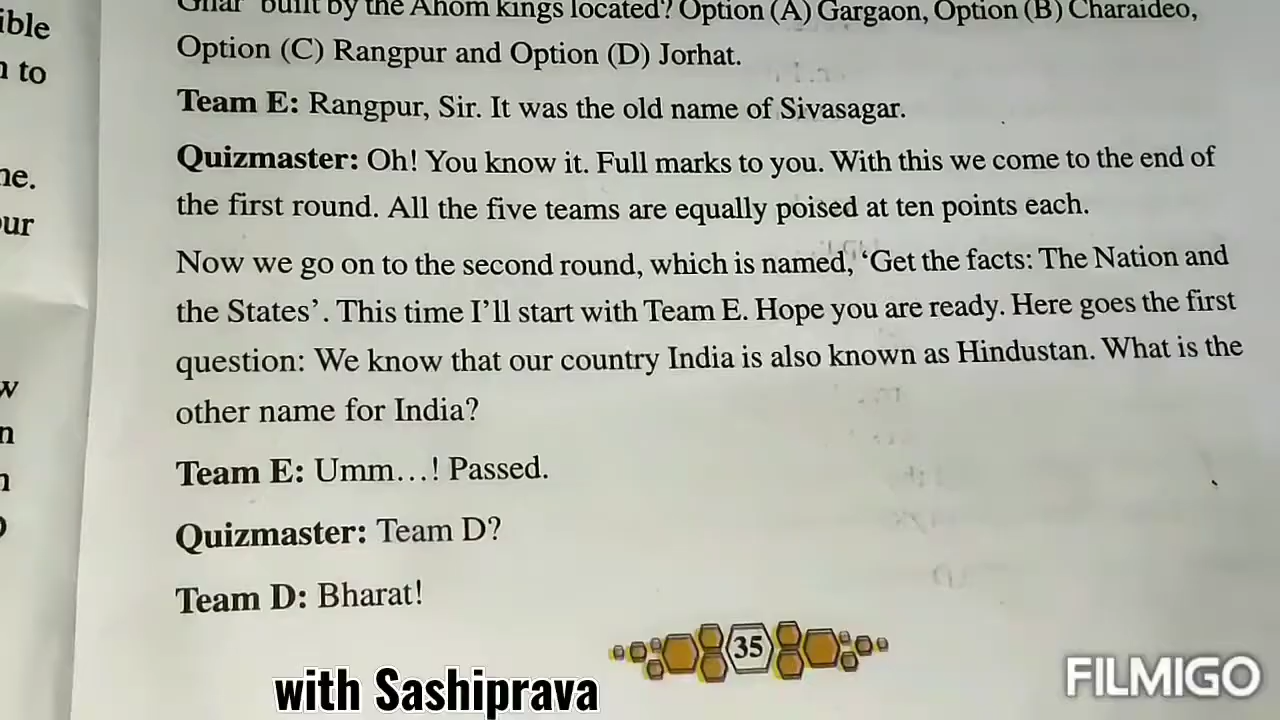 ible
n to
ne.
our
w
n
Ghar' built by the Ahom kings located? Option (A) Gargaon, Option (B) Charaideo,
Option (C) Rangpur and Option (D) Jorhat.
Team E: Rangpur, Sir. It was the old name of Sivasagar.
Quizmaster: Oh! You know it. Full marks to you. With this we come to the end of
the first round. All the five teams are equally poised at ten points each.
Now we go on to the second round, which is named, ‘Get the facts: The Nation and
the States’. This time I’ll start with Team E. Hope you are ready. Here goes the first
question: We know that our country India is also known as Hindustan. What is the
other name for India?
Team E: Umm…! Passed.
Quizmaster: Team D?
Team D: Bharat!
35
with Sashiprava
FILMIGO